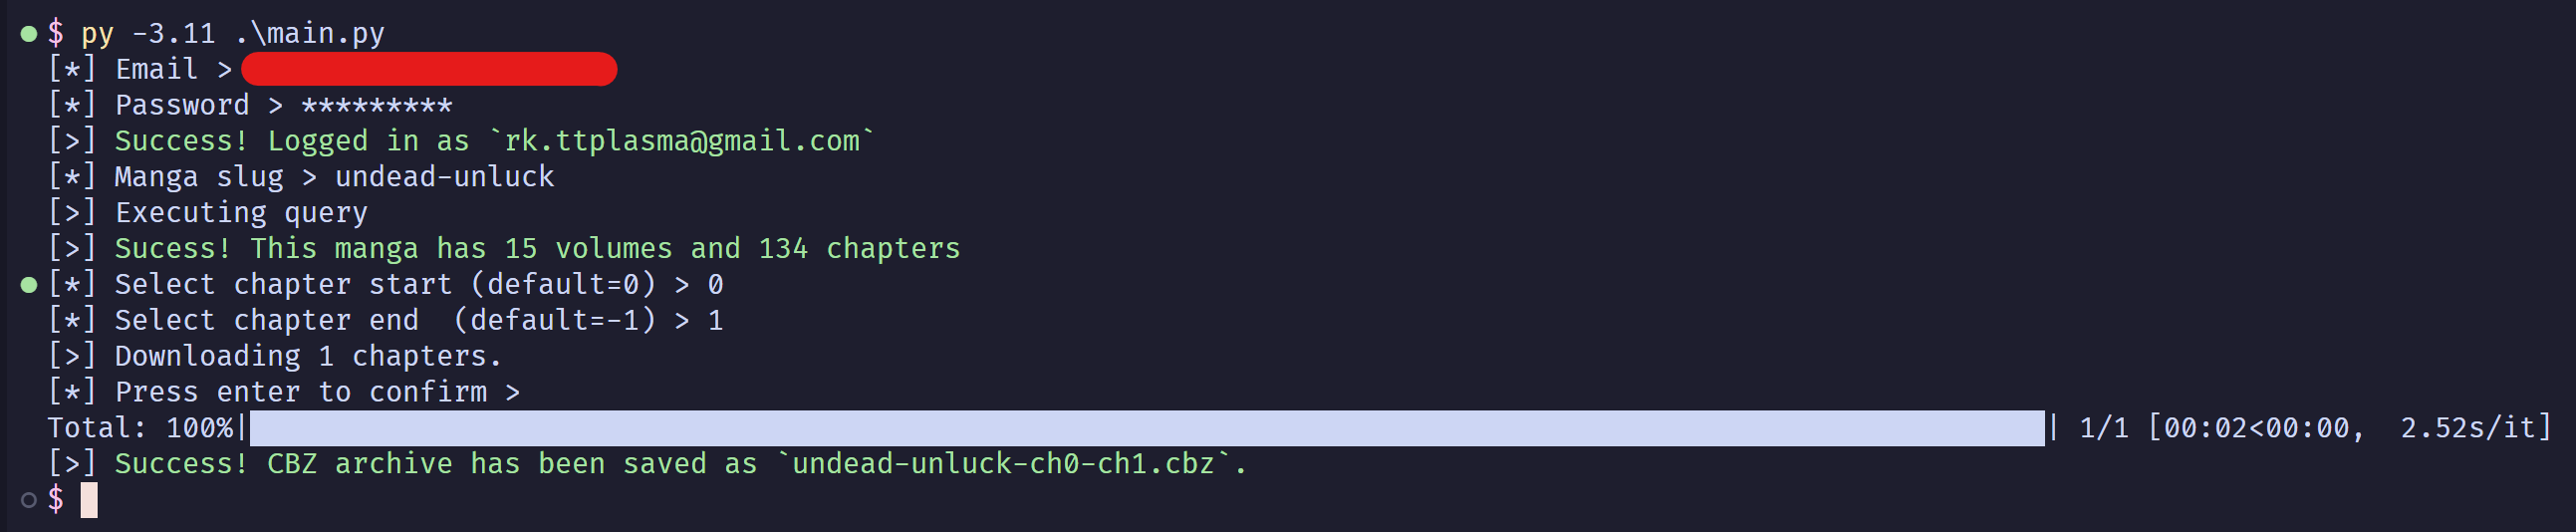 $ py -3.11 .\main.py
[*] Email >
[*] Password > *********
[>] Success! Logged in as `rk.ttplasma@gmail.com`
[*] Manga slug > undead-unluck
[>] Executing query
[>] Sucess! This manga has 15 volumes and 134 chapters
[*] Select chapter start (default=0) > 0
[*] Select chapter end  (default=-1) > 1
[>] Downloading 1 chapters.
[*] Press enter to confirm >
Total: 100%| | 1/1 [00:02<00:00,  2.52s/it]
[>] Success! CBZ archive has been saved as `undead-unluck-ch0-ch1.cbz`.
$